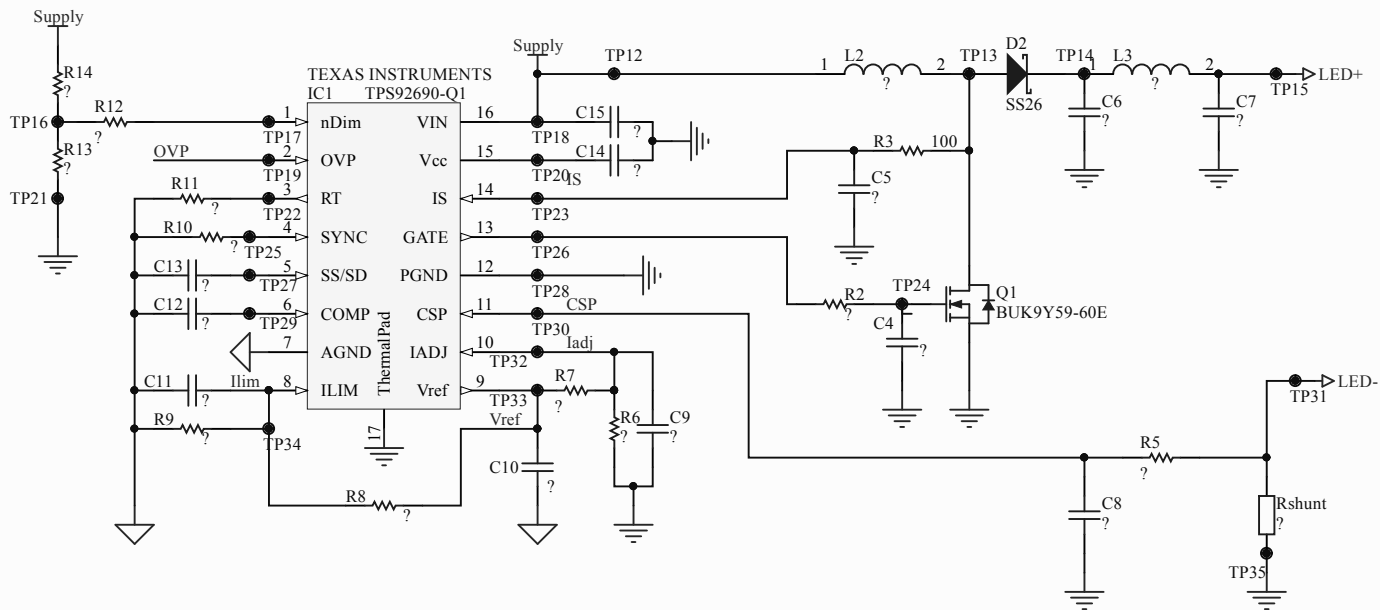 Supply
R14
?
TP16
R12
?
R13
?
TP21
TEXAS INSTRUMENTS
IC1 TPS92690-Q1
TP17 1 nDim VIN 16 TP18
OVP 2 OVP Vcc 15 TP20
TP19
R11 ? 3 RT IS 14 IS
TP22 TP23
R10 ? TP25 4 SYNC GATE 13 TP26
C13 ? TP27 5 SS/SD PGND 12 TP28
C12 ? TP29 6 COMP CSP 11 CSP
TP30
7 AGND IADJ 10 Iadj
TP32
C11 ? Ilim 8 ILIM Vref 9 TP33
R9 ? TP34
ThermalPad
17
Vref
R8
?
C10
?
R7
?
R6
?
C9
?
Supply
TP12
C15
?
C14
?
1 L2 2
?
TP13
D2
SS26
TP14
1 L3 2
?
C6
?
C7
?
TP15
LED+
R3 100
C5
?
R2
?
TP24
C4
?
Q1
BUK9Y59-60E
TP31
LED-
R5
?
C8
?
Rshunt
?
TP35